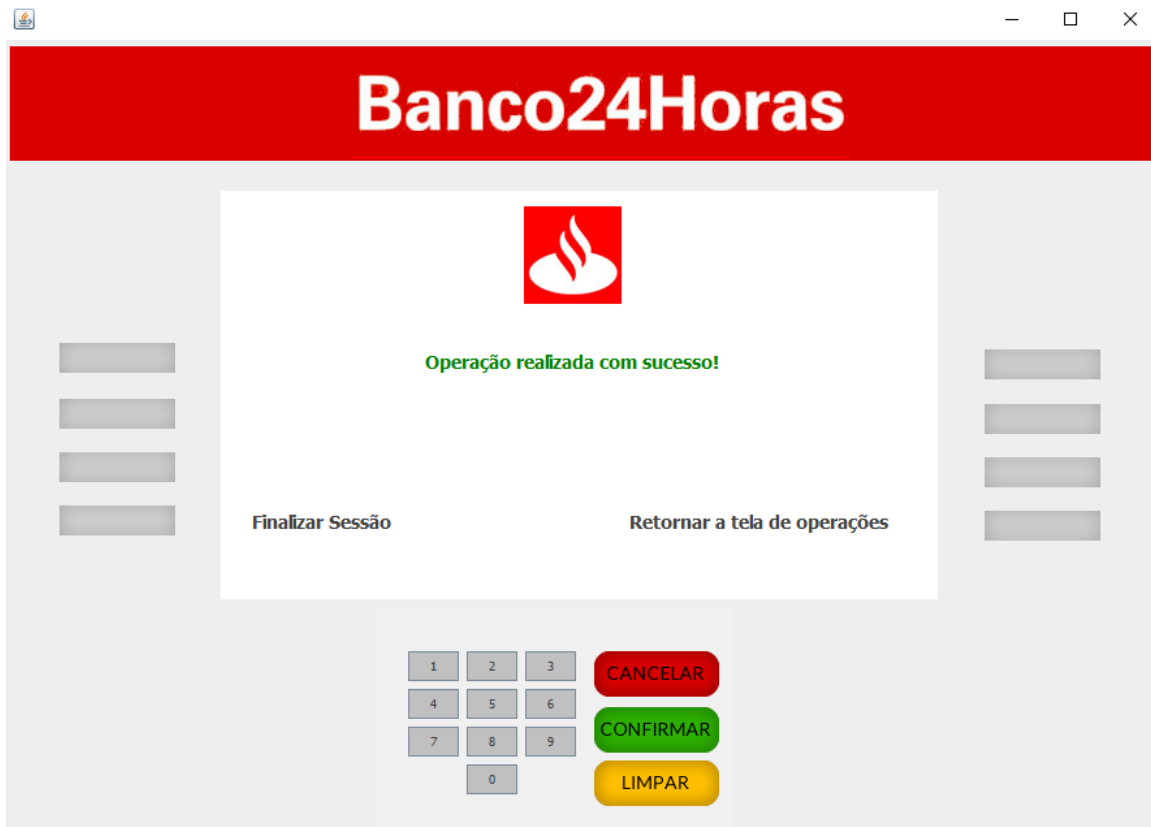 Banco24Horas
Operação realizada com sucesso!
Finalizar Sessão
Retornar a tela de operações
1 2 3
CANCELAR
4 5 6
CONFIRMAR
7 8 9
0
LIMPAR